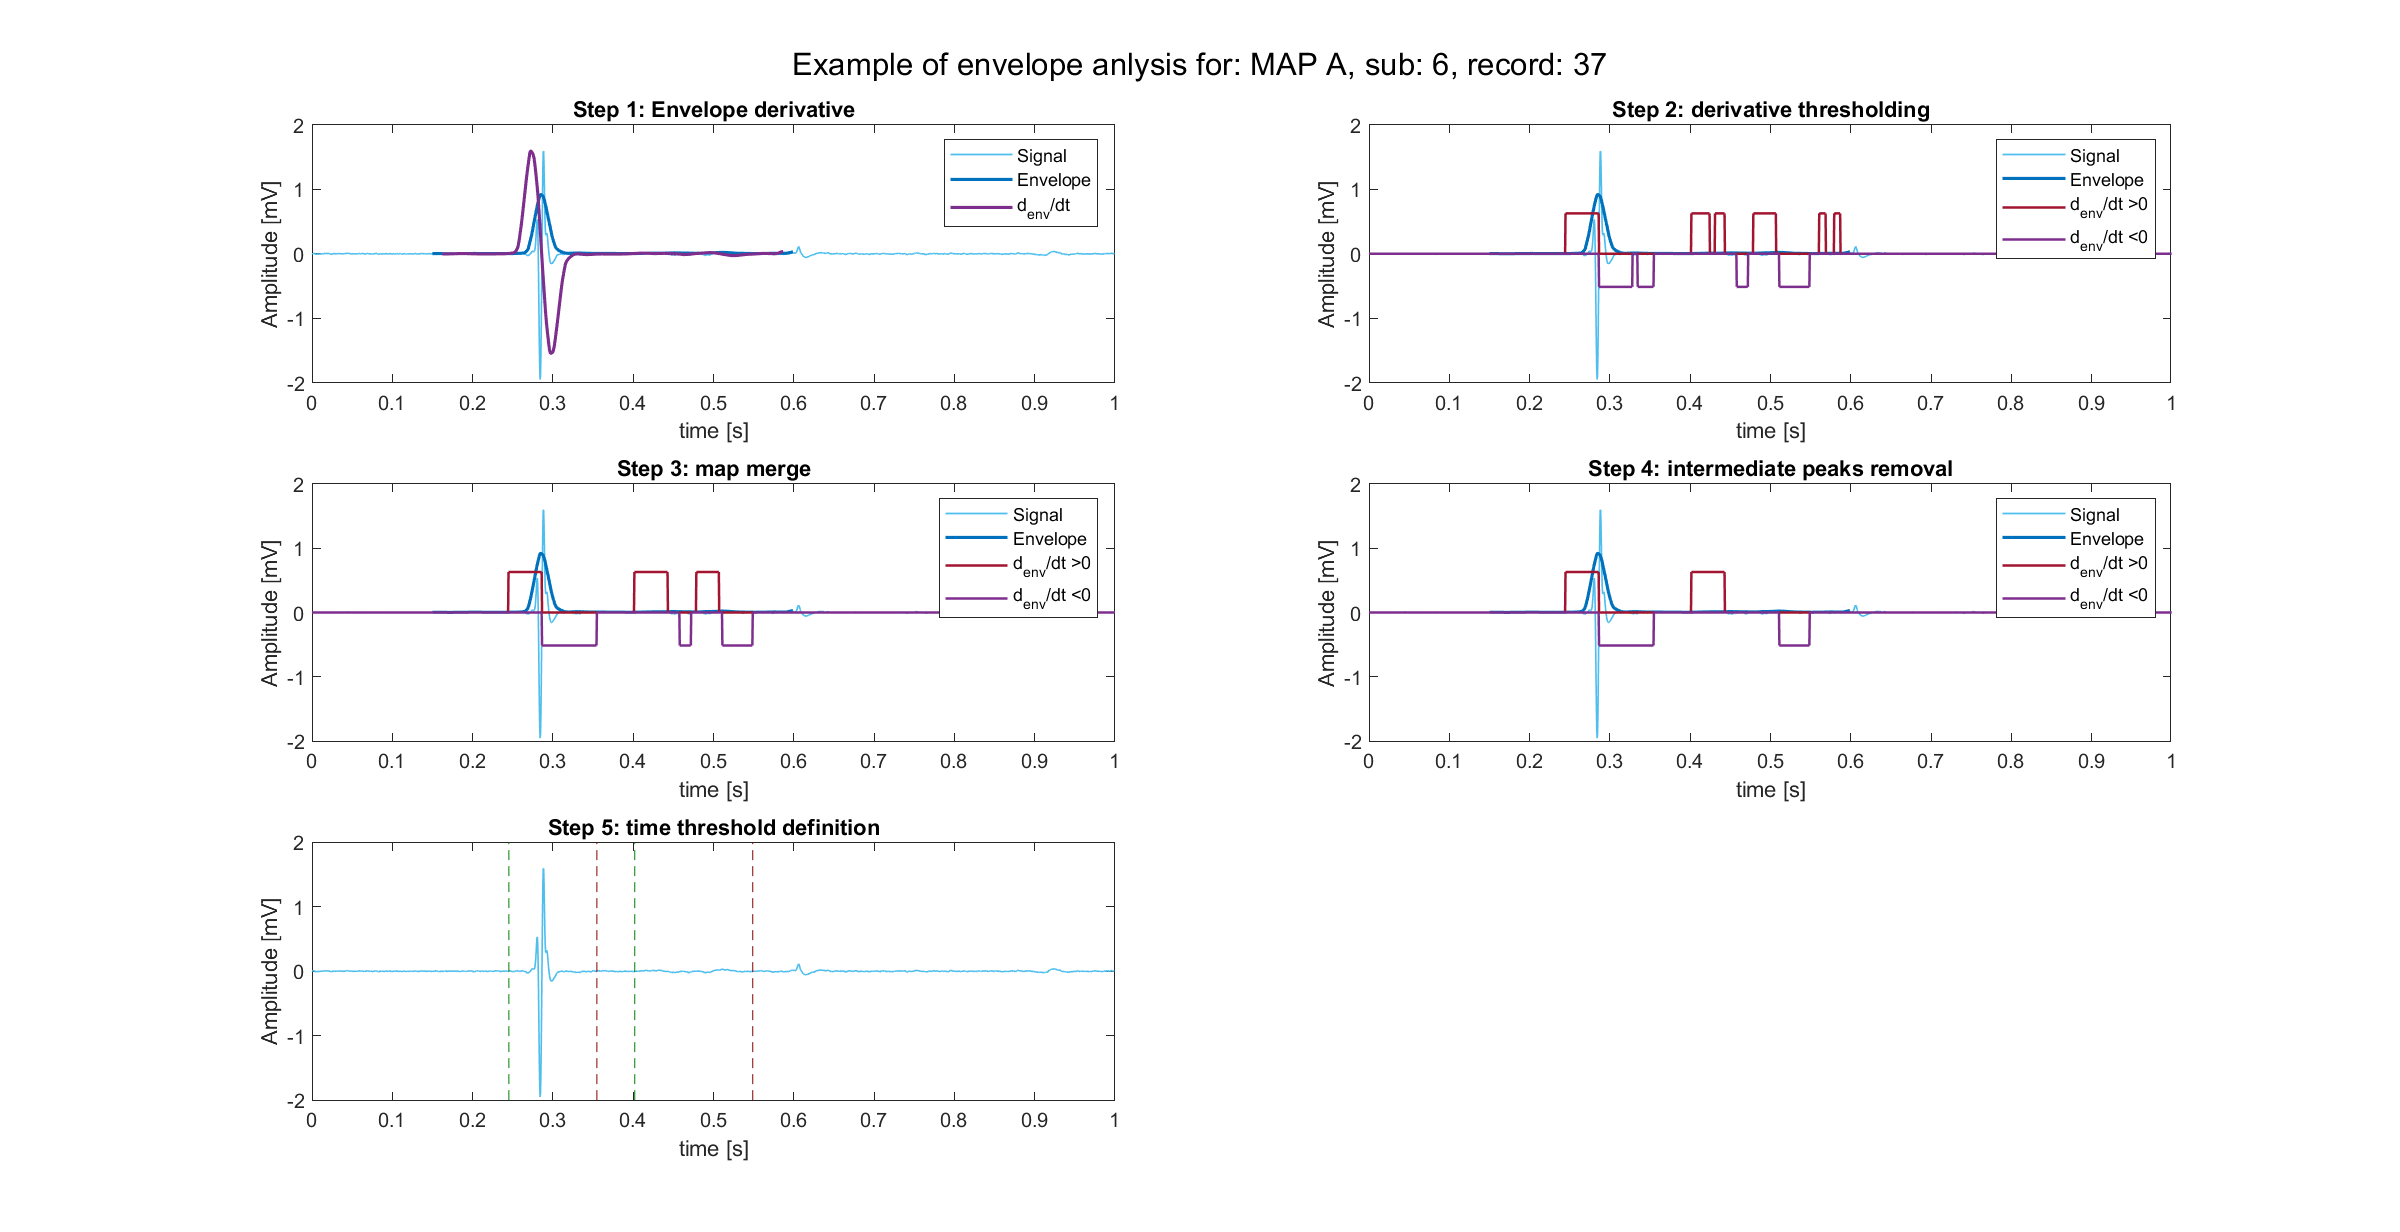 Example of envelope anlysis for: MAP A, sub: 6, record: 37
Step 1: Envelope derivative
Amplitude [mV]
2
1
0
-1
-2
0 0.1 0.2 0.3 0.4 0.5 0.6 0.7 0.8 0.9 1
time [s]
Signal
Envelope
denv/dt
Step 2: derivative thresholding
Amplitude [mV]
2
1
0
-1
-2
0 0.1 0.2 0.3 0.4 0.5 0.6 0.7 0.8 0.9 1
time [s]
Signal
Envelope
denv/dt >0
denv/dt <0
Step 3: map merge
Amplitude [mV]
2
1
0
-1
-2
0 0.1 0.2 0.3 0.4 0.5 0.6 0.7 0.8 0.9 1
time [s]
Signal
Envelope
denv/dt >0
denv/dt <0
Step 4: intermediate peaks removal
Amplitude [mV]
2
1
0
-1
-2
0 0.1 0.2 0.3 0.4 0.5 0.6 0.7 0.8 0.9 1
time [s]
Signal
Envelope
denv/dt >0
denv/dt <0
Step 5: time threshold definition
Amplitude [mV]
2
1
0
-1
-2
0 0.1 0.2 0.3 0.4 0.5 0.6 0.7 0.8 0.9 1
time [s]